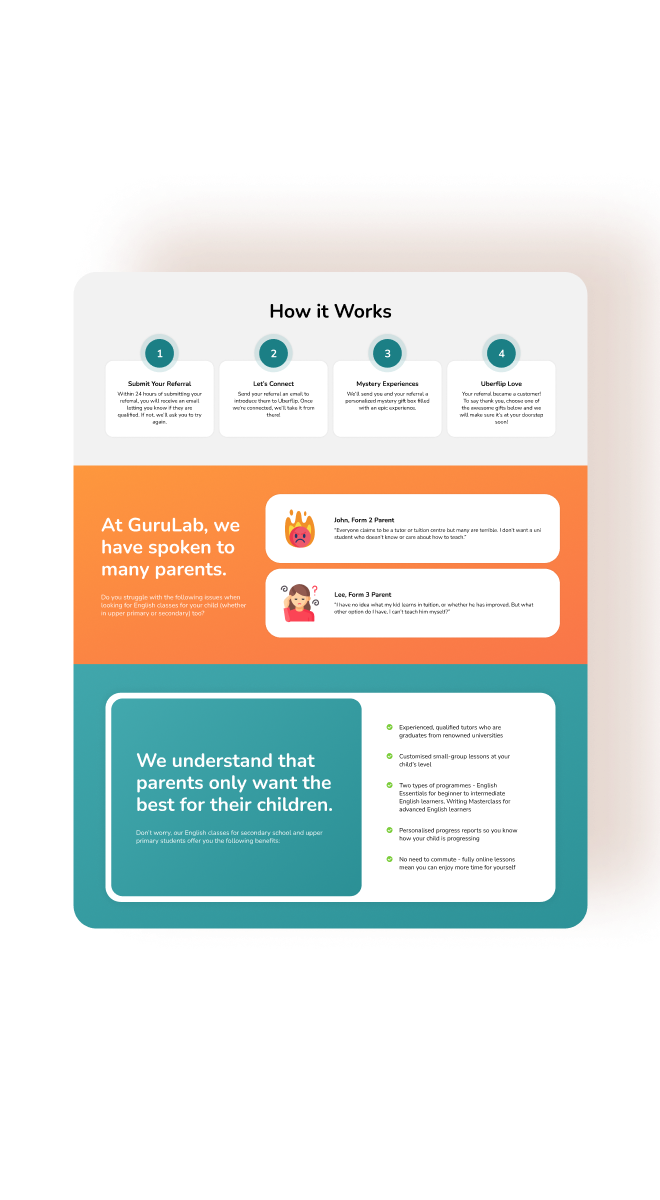 How it Works
1
2
3
4
Submit Your Referral
Within 24 hours of submitting your
referral, you will receive an email
letting you know if they are
qualified. If not, we'll ask you to try
again.
Let's Connect
Send your referral an email to
introduce them to Uberflip. Once
we're connected, we'll take it from
there!
Mystery Experiences
We'll send you and your referral a
personalized mystery gift box filled
with an epic experience.
Uberflip Love
Your referral became a customer!
To say thank you, choose one of
the awesome gifts below and we
will make sure it's at your doorstep
soon!
At GuruLab, we
have spoken to
many parents.
Do you struggle with the following issues when
looking for English classes for your child (whether
in upper primary or secondary) too?
John, Form 2 Parent
"Everyone claims to be a tutor or tuition centre but many are terrible. I don't want a uni
student who doesn't know or care about how to teach."
Lee, Form 3 Parent
"I have no idea what my kid learns in tuition, or whether he has improved. But what
other option do I have, I can't teach him myself?"
We understand that
parents only want the
best for their children.
Don't worry, our English classes for secondary school and upper
primary students offer you the following benefits:
Experienced, qualified tutors who are
graduates from renowned universities
Customised small-group lessons at your
child's level
Two types of programmes - English
Essentials for beginner to intermediate
English learners, Writing Masterclass for
advanced English learners
Personalised progress reports so you know
how your child is progressing
No need to commute - fully online lessons
mean you can enjoy more time for yourself